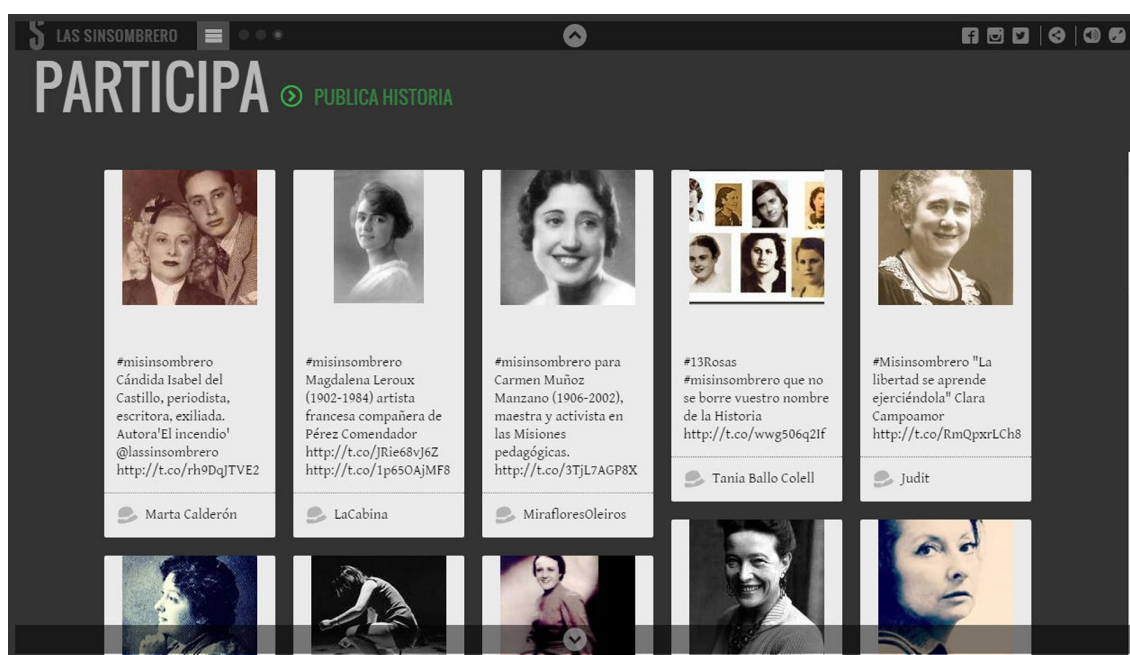 LAS SINSOMBRERO
PARTICIPA
PUBLICA HISTORIA
#misinsombrero
Cándida Isabel del
Castillo, periodista,
escritora, exiliada.
Autora'El incendio'
@lassinsombrero
http://t.co/rh9DqJTVE2
Marta Calderón
#misinsombrero
Magdalena Leroux
(1902-1984) artista
francesa compañera de
Pérez Comendador
http://t.co/JRie68vJ6Z
http://t.co/1p65OAjMF8
LaCabina
#misinsombrero para
Carmen Muñoz
Manzano (1906-2002),
maestra y activista en
las Misiones
pedagógicas.
http://t.co/3TjL7AGP8X
MirafloresOleiros
#13Rosas
#misinsombrero que no
se borre vuestro nombre
de la Historia
http://t.co/wwg506q2If
Tania Ballo Colell
#Misinsombrero "La
libertad se aprende
ejerciéndola" Clara
Campoamor
http://t.co/RmQpxrLCh8
Judit